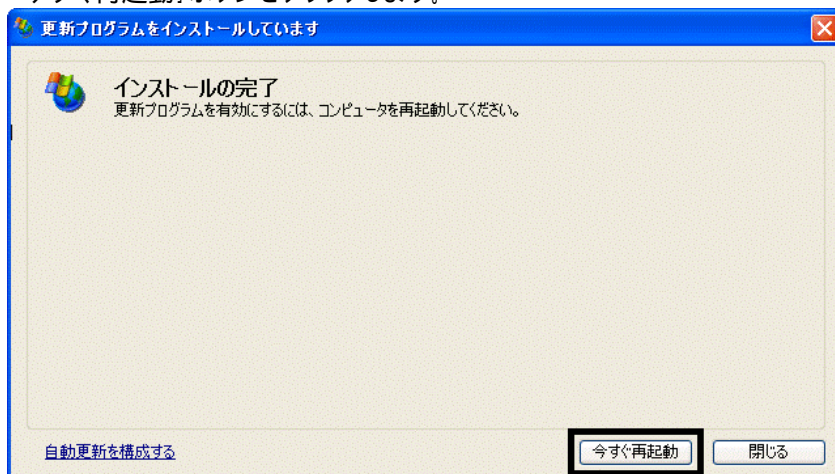 更新プログラムをインストールしています
インストールの完了
更新プログラムを有効にするには、コンピュータを再起動してください。
自動更新を構成する
今すぐ再起動
閉じる